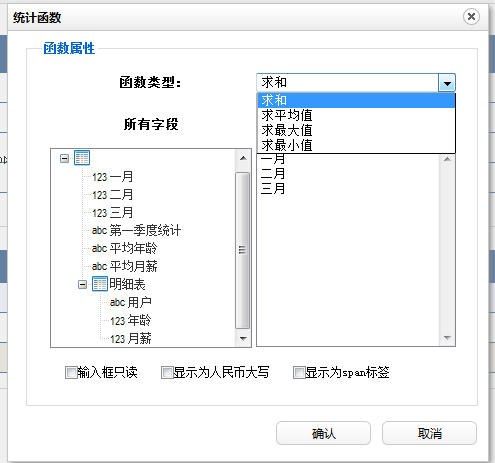 统计函数
函数属性
函数类型：
求和
求和
求平均值
求最大值
求最小值
所有字段
123 一月
123 二月
123 三月
abc 第一季度统计
abc 平均年龄
abc 平均月薪
明细表
abc 用户
123 年龄
123 月薪
一月
二月
三月
输入框只读
显示为人民币大写
显示为span标签
确认
取消